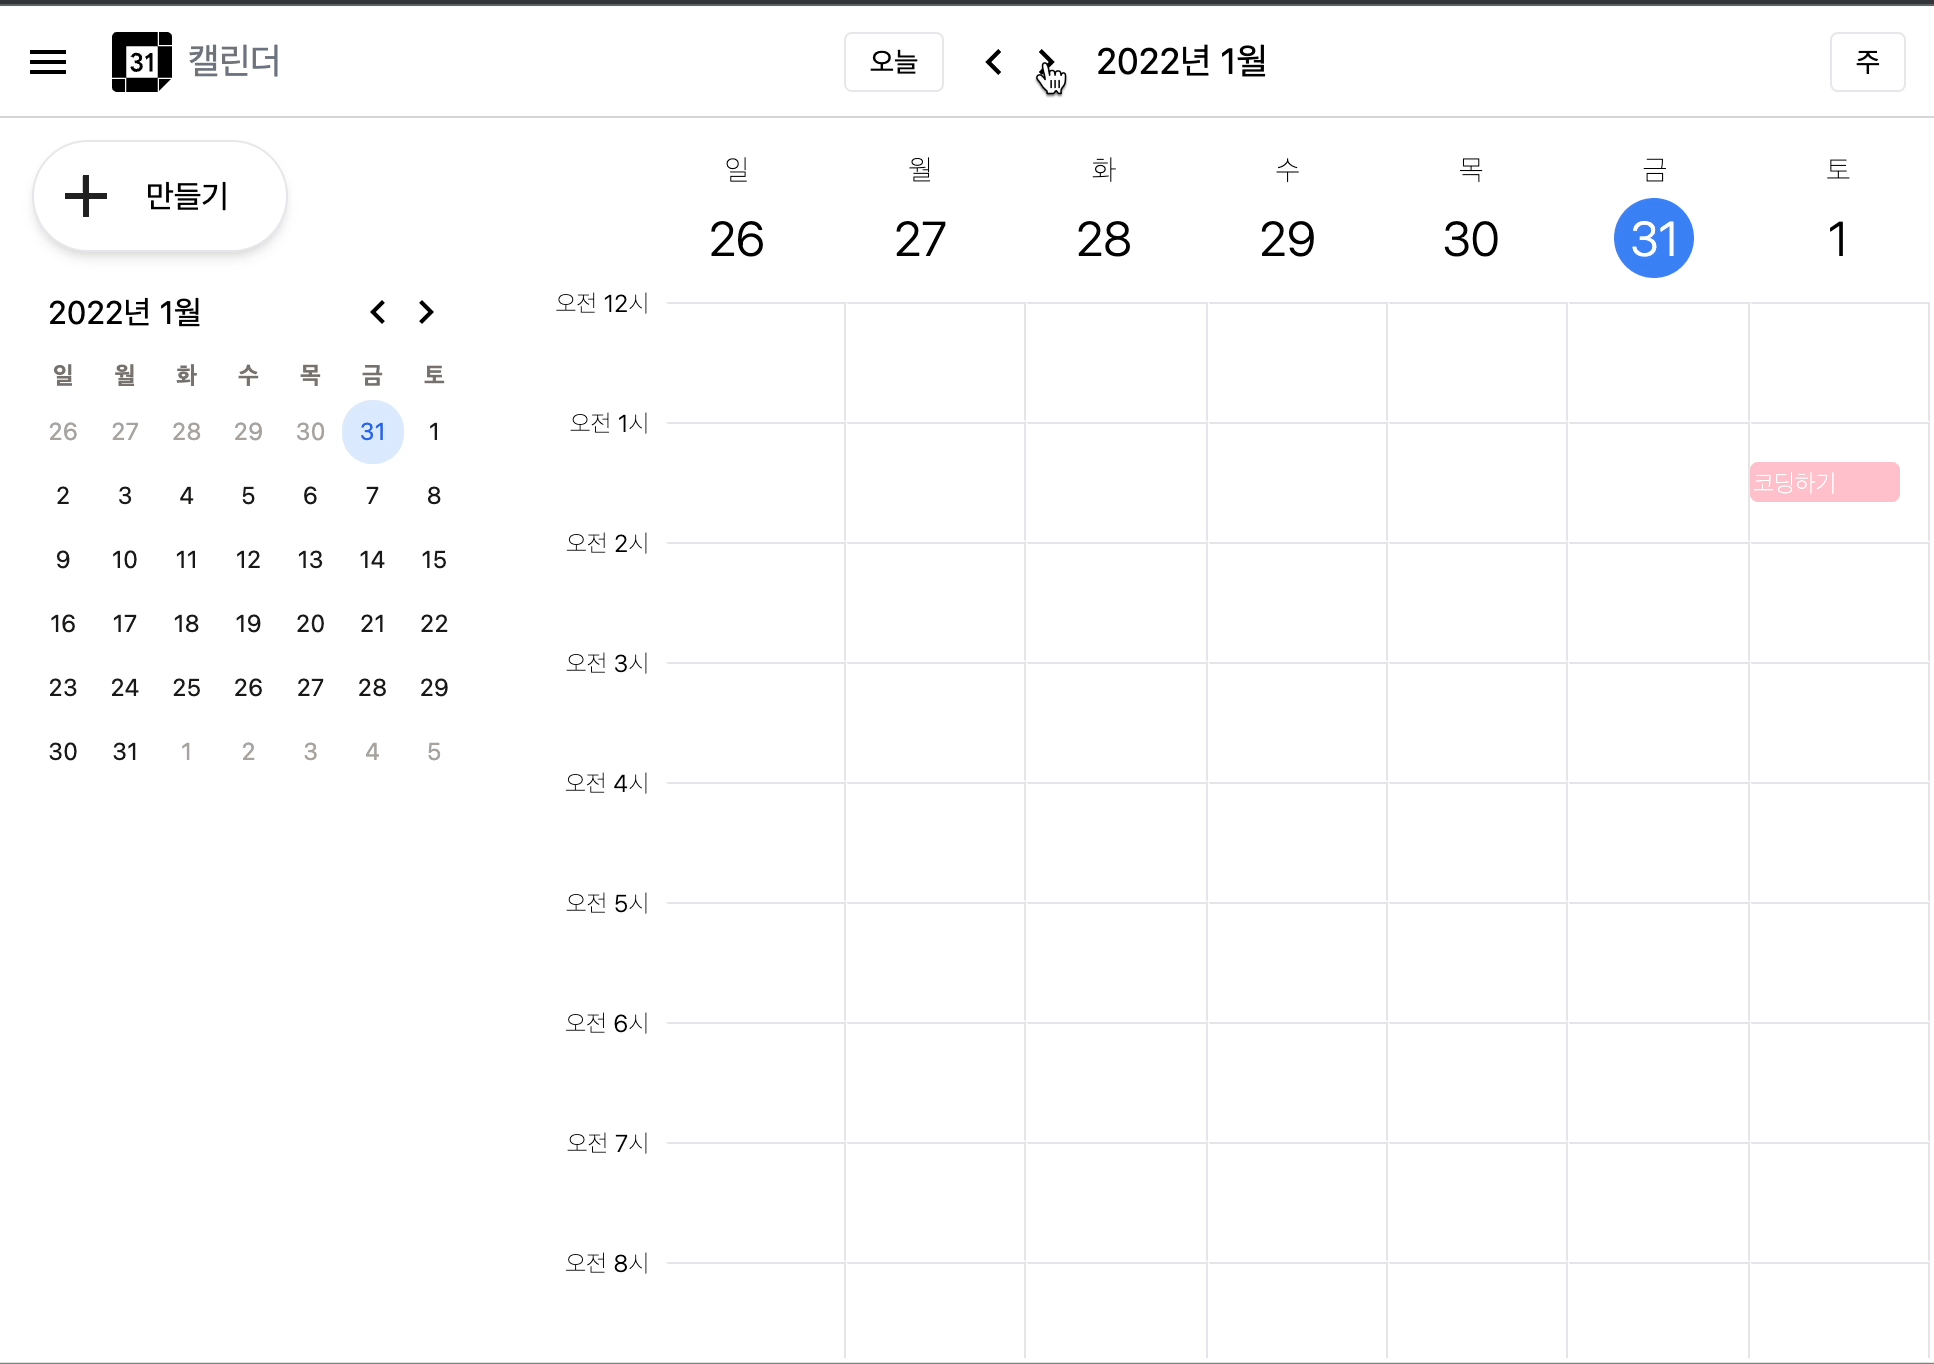 31 캘린더 오늘 2022년 1월 주
만들기
일 월 화 수 목 금 토
26 27 28 29 30 31 1
2022년 1월
일 월 화 수 목 금 토
26 27 28 29 30 31 1
2 3 4 5 6 7 8
9 10 11 12 13 14 15
16 17 18 19 20 21 22
23 24 25 26 27 28 29
30 31 1 2 3 4 5
오전 12시
오전 1시
코딩하기
오전 2시
오전 3시
오전 4시
오전 5시
오전 6시
오전 7시
오전 8시